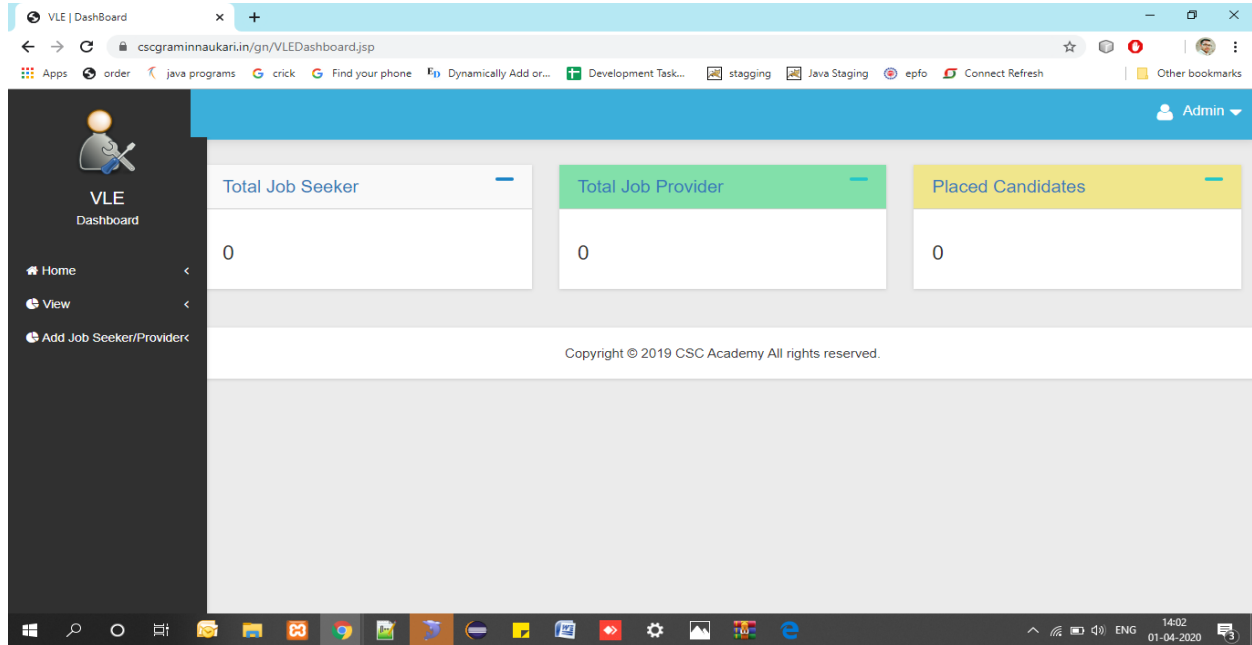 VLE | DashBoard
cscgraminnaukari.in/gn/VLEDashboard.jsp
Apps order java programs G crick G Find your phone ED Dynamically Add or... Development Task... stagging Java Staging epfo Connect Refresh Other bookmarks
Admin
VLE
Dashboard
Home
View
Add Job Seeker/Provider
Total Job Seeker
0
Total Job Provider
0
Placed Candidates
0
Copyright © 2019 CSC Academy All rights reserved.
ENG
14:02
01-04-2020
3